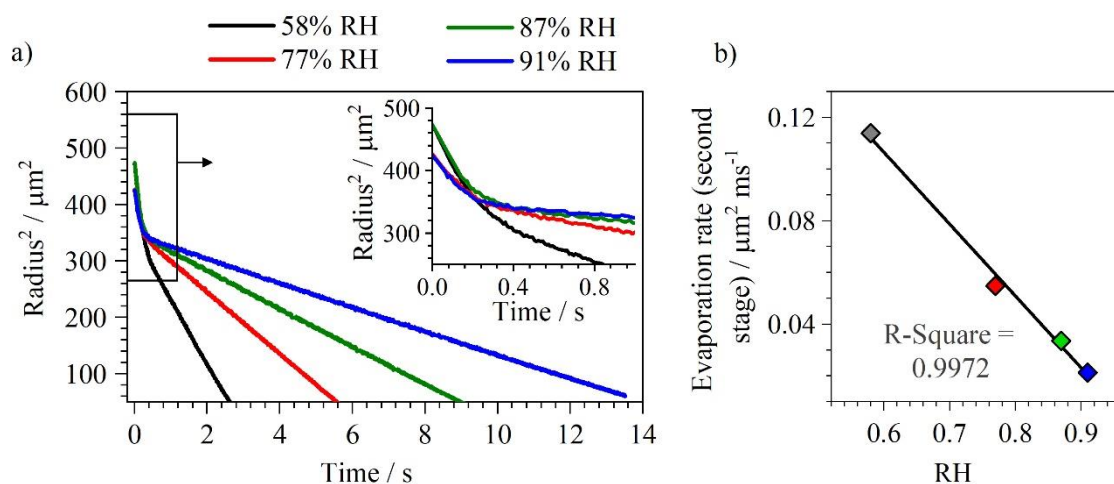 58% RH
87% RH
77% RH
91% RH
a)
600
500
400
300
200
100
Radius² / μm²
0 2 4 6 8 10 12 14
Time / s
500
400
300
Radius² / μm²
0.0 0.4 0.8
Time / s
b)
0.12
0.08
0.04
Evaporation rate (second
stage) / μm² ms⁻¹
R-Square =
0.9972
0.6 0.7 0.8 0.9
RH